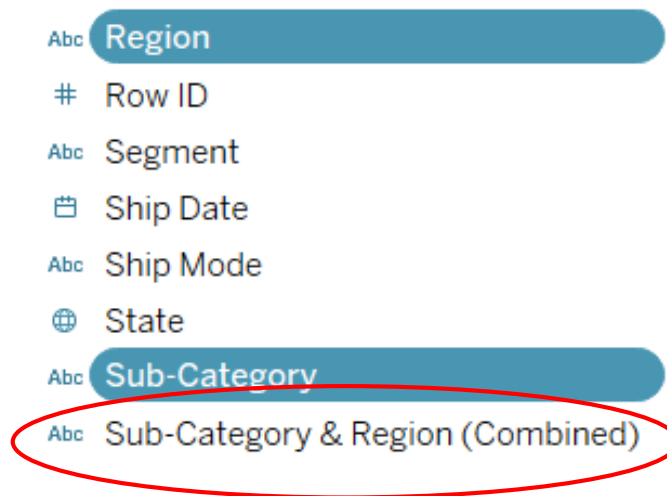 Abc Region
# Row ID
Abc Segment
Ship Date
Abc Ship Mode
State
Abc Sub-Category
Abc Sub-Category & Region (Combined)